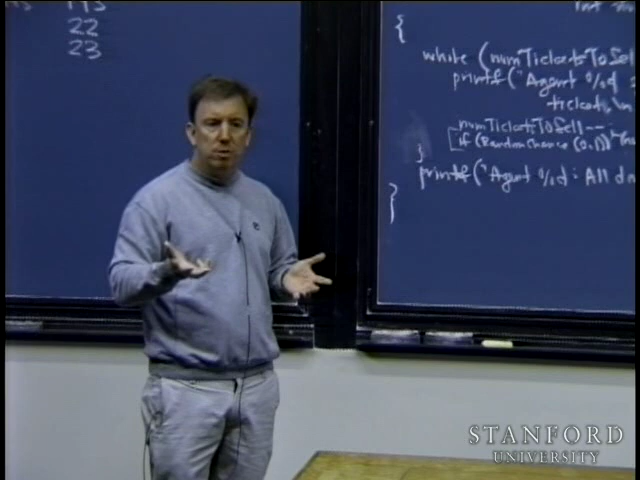 22
23
{
while (numTicketsToSell
printf("Agent %d
tickets\n
numTicketsToSell--
if (RandomChance(0.1))
}
printf("Agent %d: All do
}
STANFORD
UNIVERSITY